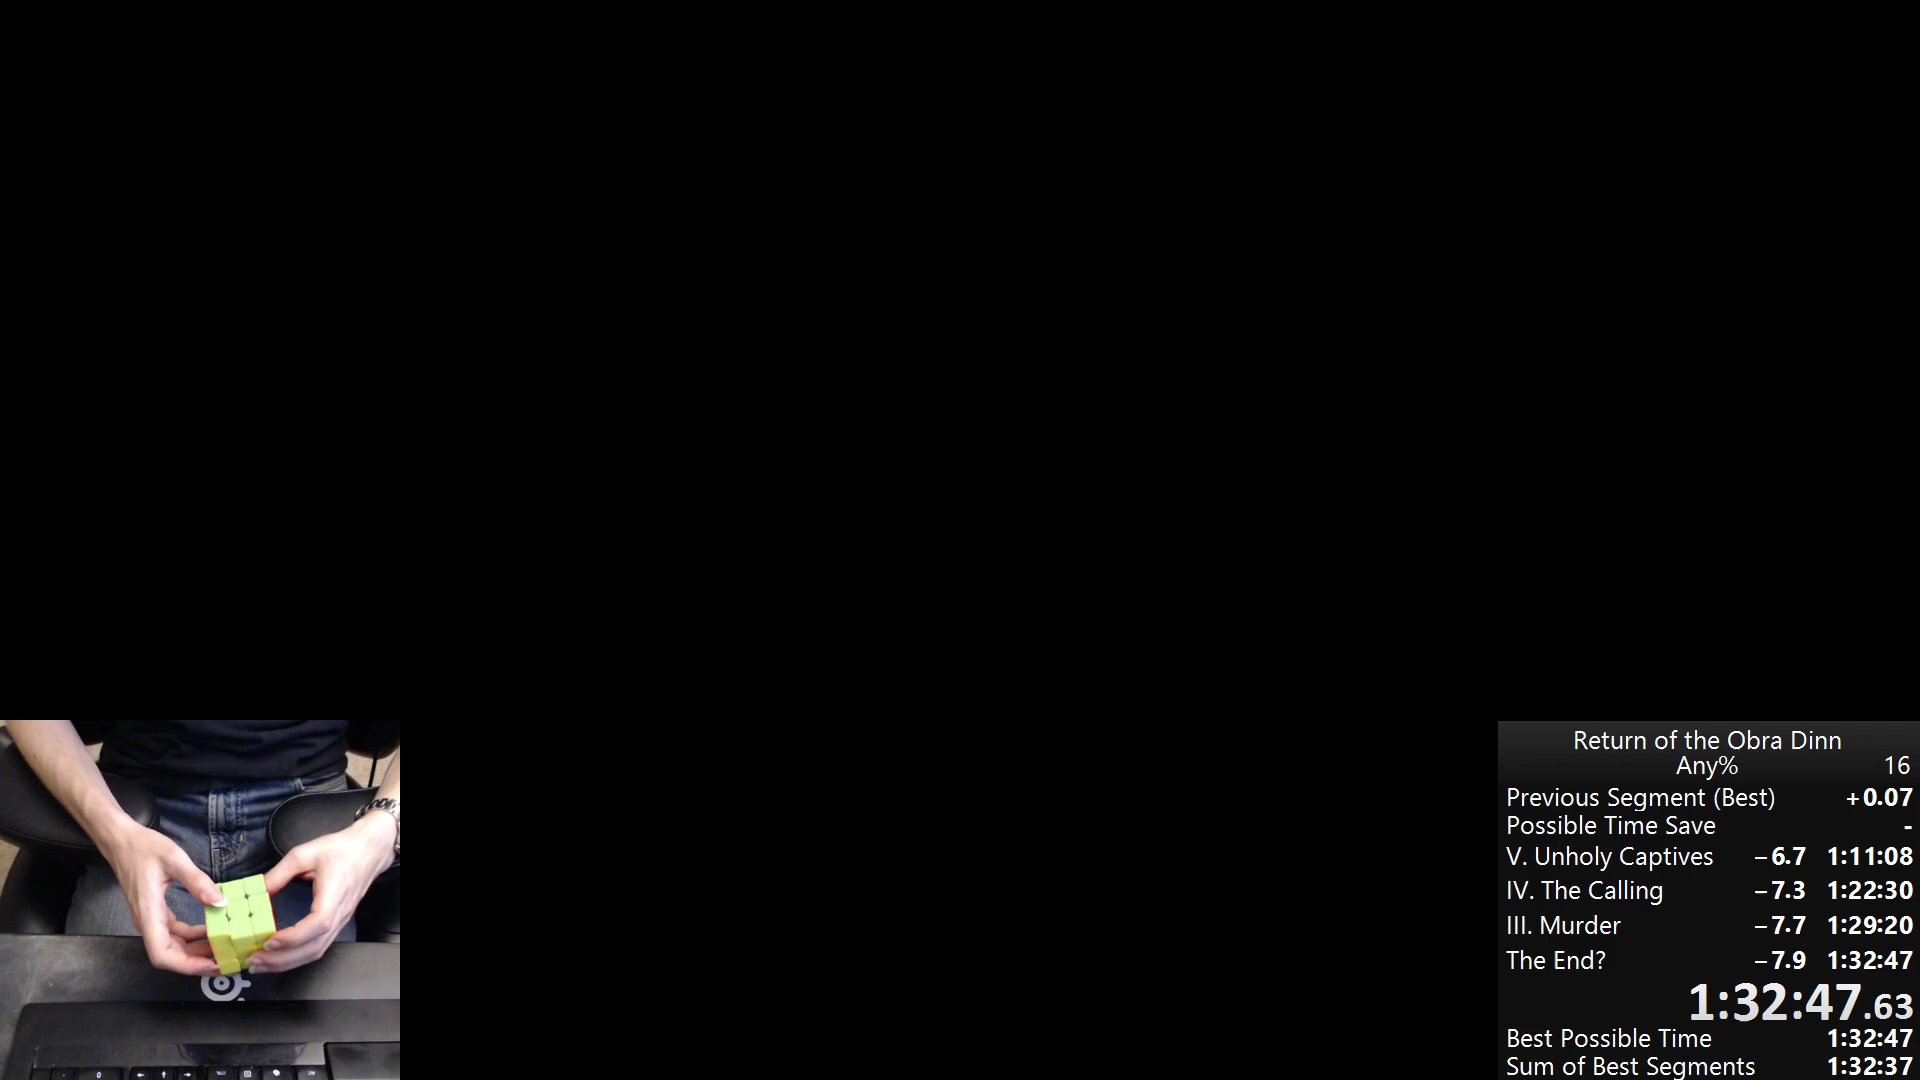 Return of the Obra Dinn
Any% 16
Previous Segment (Best) +0.07
Possible Time Save -
V. Unholy Captives −6.7 1:11:08
IV. The Calling −7.3 1:22:30
III. Murder −7.7 1:29:20
The End? −7.9 1:32:47
1:32:47.63
Best Possible Time 1:32:47
Sum of Best Segments 1:32:37